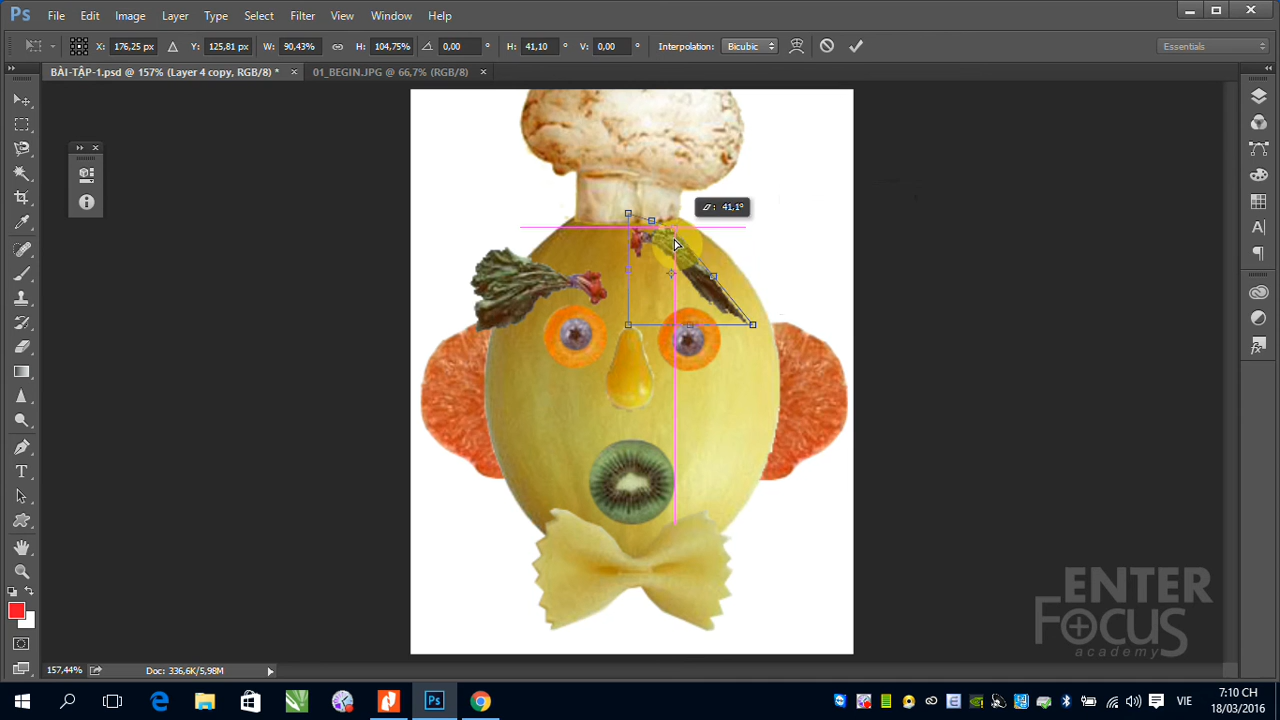 Ps File Edit Image Layer Type Select Filter View Window Help
X: 176,25 px Y: 125,81 px W: 90,43% H: 104,75% 0,00 ° H: 41,10 ° V: 0,00 ° Interpolation: Bicubic Essentials
BÀI-TẬP-1.psd @ 157% (Layer 4 copy, RGB/8) * × 01_BEGIN.JPG @ 66,7% (RGB/8) ×
41,1°
ENTER
FOCUS
academy
157,44% Doc: 336,6K/5,98M
VIE
7:10 CH
18/03/2016